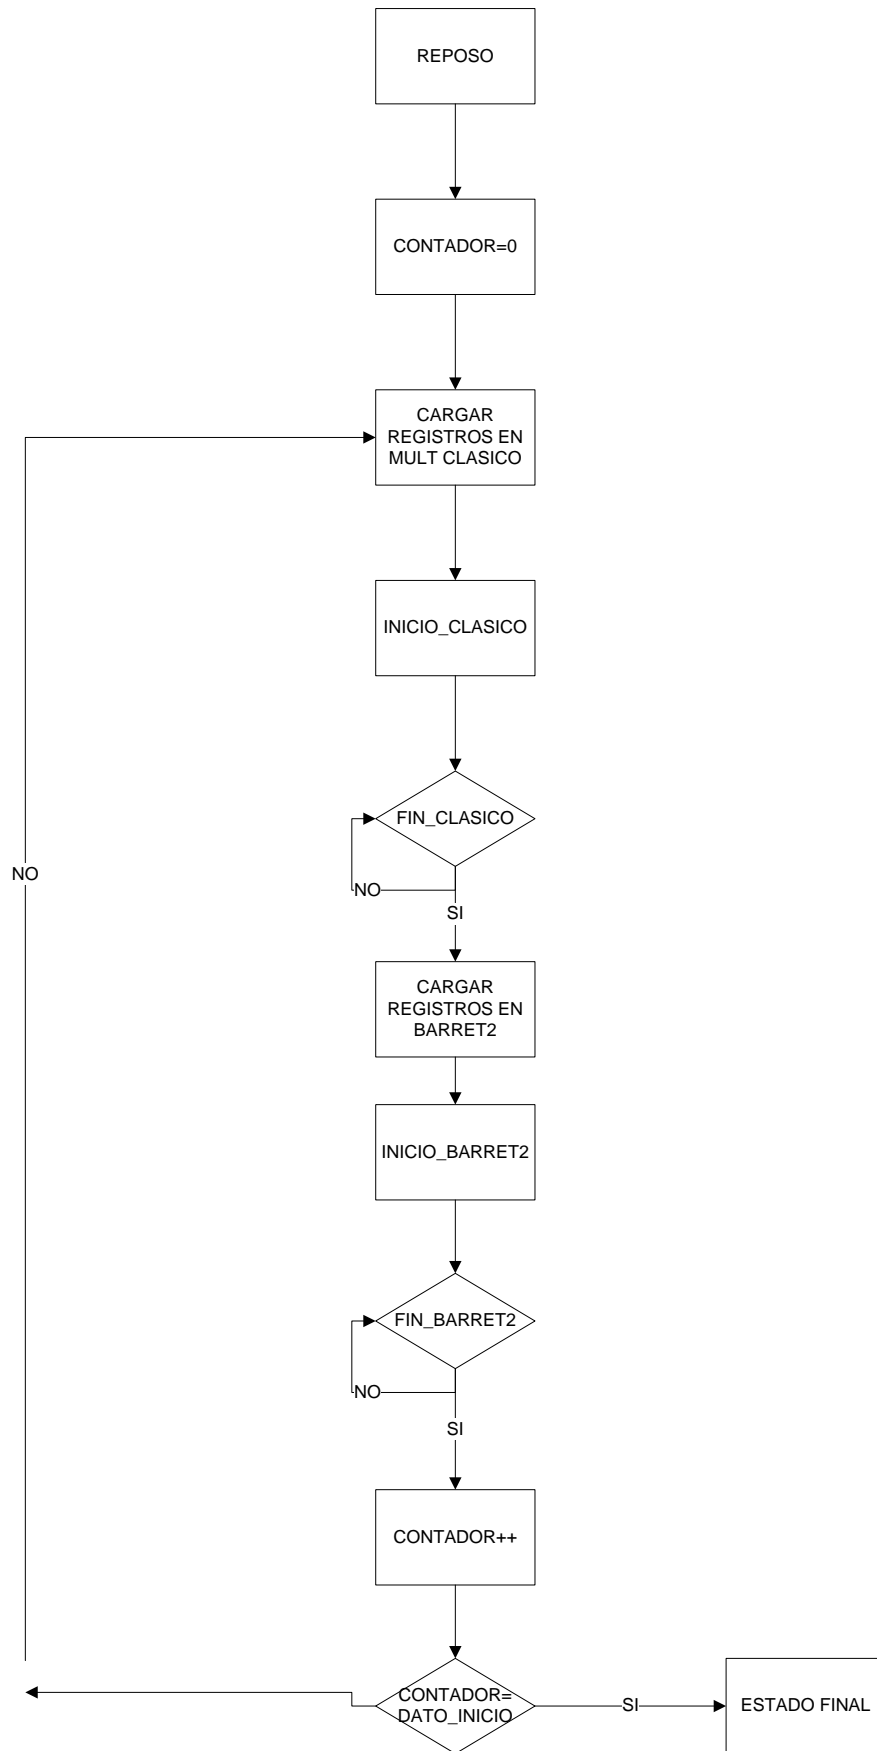 REPOSO
CONTADOR=0
CARGAR
REGISTROS EN
MULT CLASICO
INICIO_CLASICO
FIN_CLASICO
NO
NO
SI
CARGAR
REGISTROS EN
BARRET2
INICIO_BARRET2
FIN_BARRET2
NO
SI
CONTADOR++
CONTADOR=
DATO_INICIO
SI
ESTADO FINAL